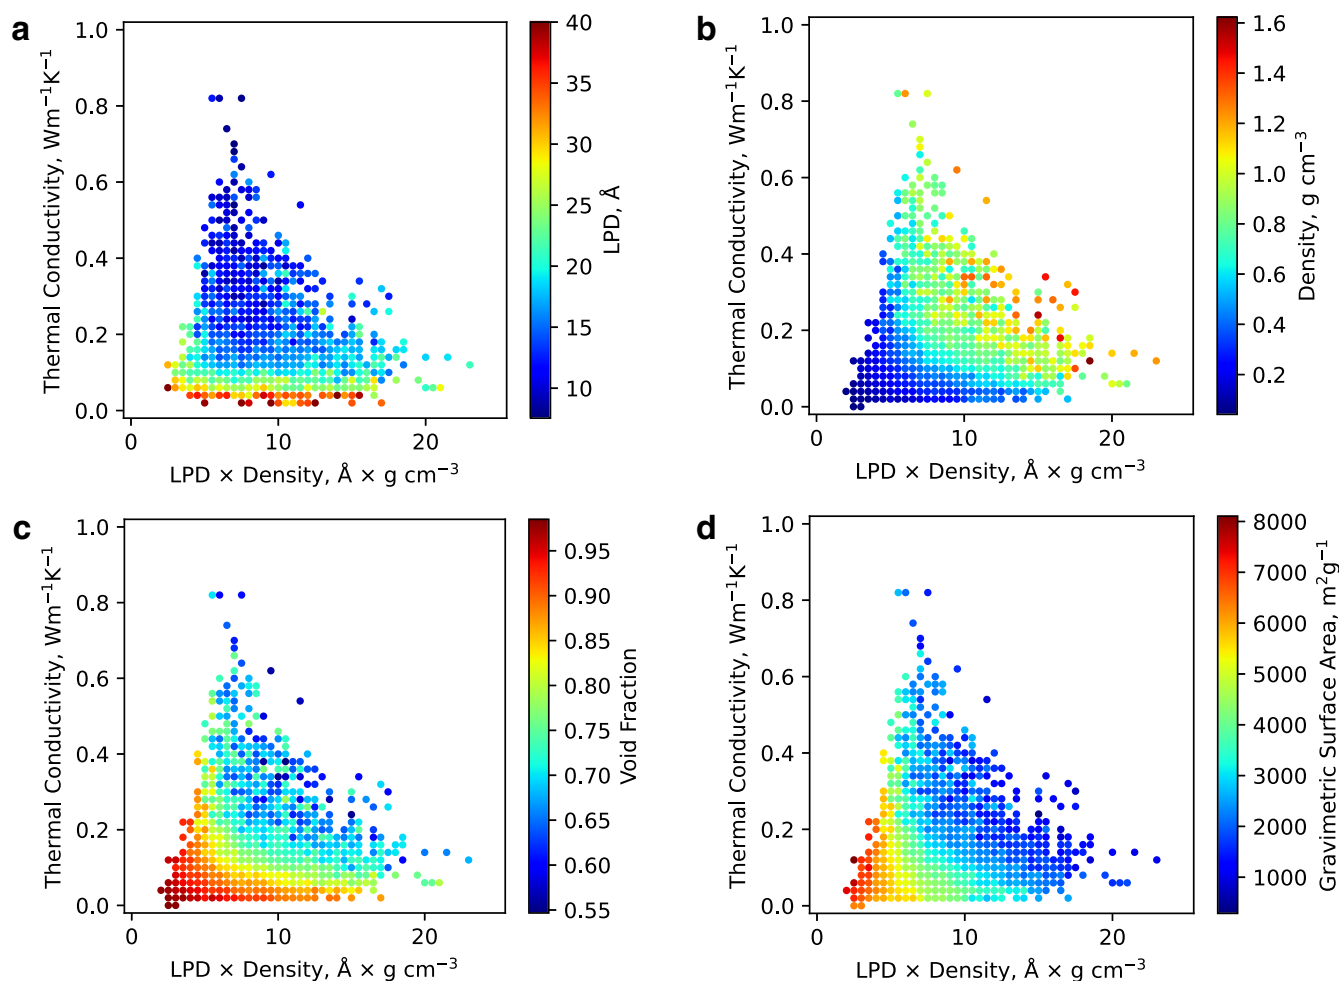 a
Thermal Conductivity, Wm⁻¹K⁻¹
1.0
0.8
0.6
0.4
0.2
0.0
0 10 20
LPD × Density, Å × g cm⁻³
40
35
30
25
20
15
10
LPD, Å
b
Thermal Conductivity, Wm⁻¹K⁻¹
1.0
0.8
0.6
0.4
0.2
0.0
0 10 20
LPD × Density, Å × g cm⁻³
1.6
1.4
1.2
1.0
0.8
0.6
0.4
0.2
Density, g cm⁻³
c
Thermal Conductivity, Wm⁻¹K⁻¹
1.0
0.8
0.6
0.4
0.2
0.0
0 10 20
LPD × Density, Å × g cm⁻³
0.95
0.90
0.85
0.80
0.75
0.70
0.65
0.60
0.55
Void Fraction
d
Thermal Conductivity, Wm⁻¹K⁻¹
1.0
0.8
0.6
0.4
0.2
0.0
0 10 20
LPD × Density, Å × g cm⁻³
8000
7000
6000
5000
4000
3000
2000
1000
Gravimetric Surface Area, m²g⁻¹